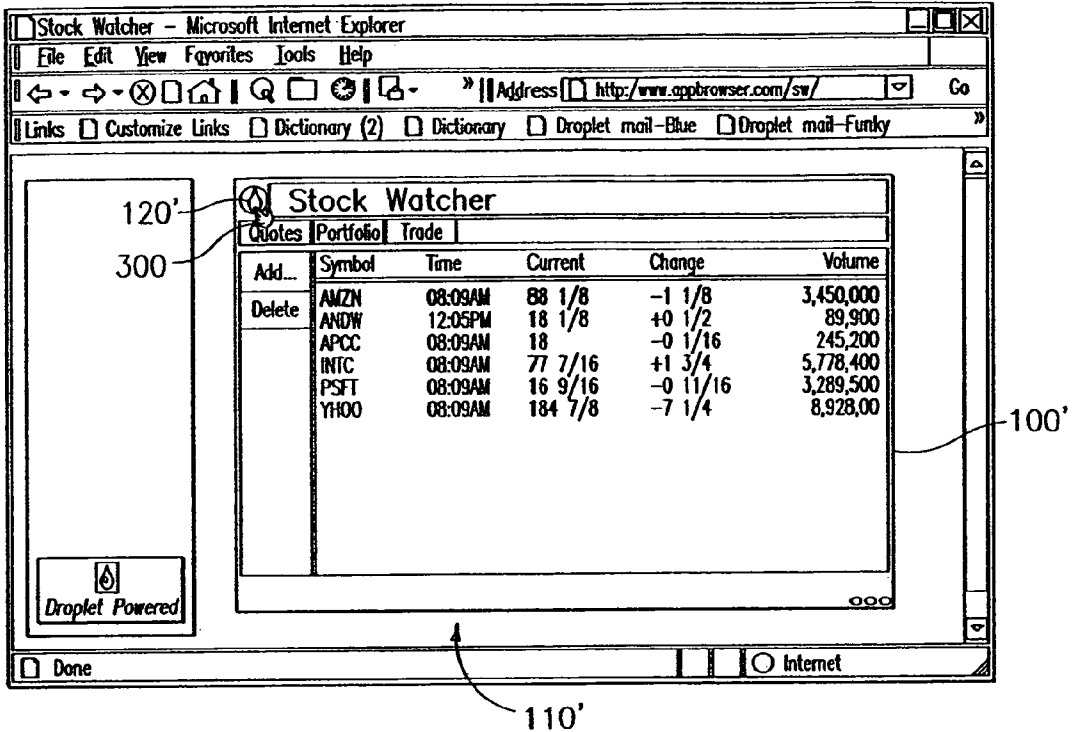 Stock Watcher – Microsoft Internet Explorer
File Edit View Fqvorites Tools Help
» Address http:/www.appbrowser.com/sw/ Go
Links Customize Links Dictionary (2) Dictionary Droplet mail–Blue Droplet mail–Funky »
120' Stock Watcher
300 Quotes Portfolio Trade
Add... Symbol Time Current Change Volume
Delete AMZN 08:09AM 88 1/8 –1 1/8 3,450,000
ANDW 12:05PM 18 1/8 +0 1/2 89,900
APCC 08:09AM 18 –0 1/16 245,200
INTC 08:09AM 77 7/16 +1 3/4 5,778,400
PSFT 08:09AM 16 9/16 –0 11/16 3,289,500
YHOO 08:09AM 184 7/8 –7 1/4 8,928,00
100'
Droplet Powered
Done Internet
110'